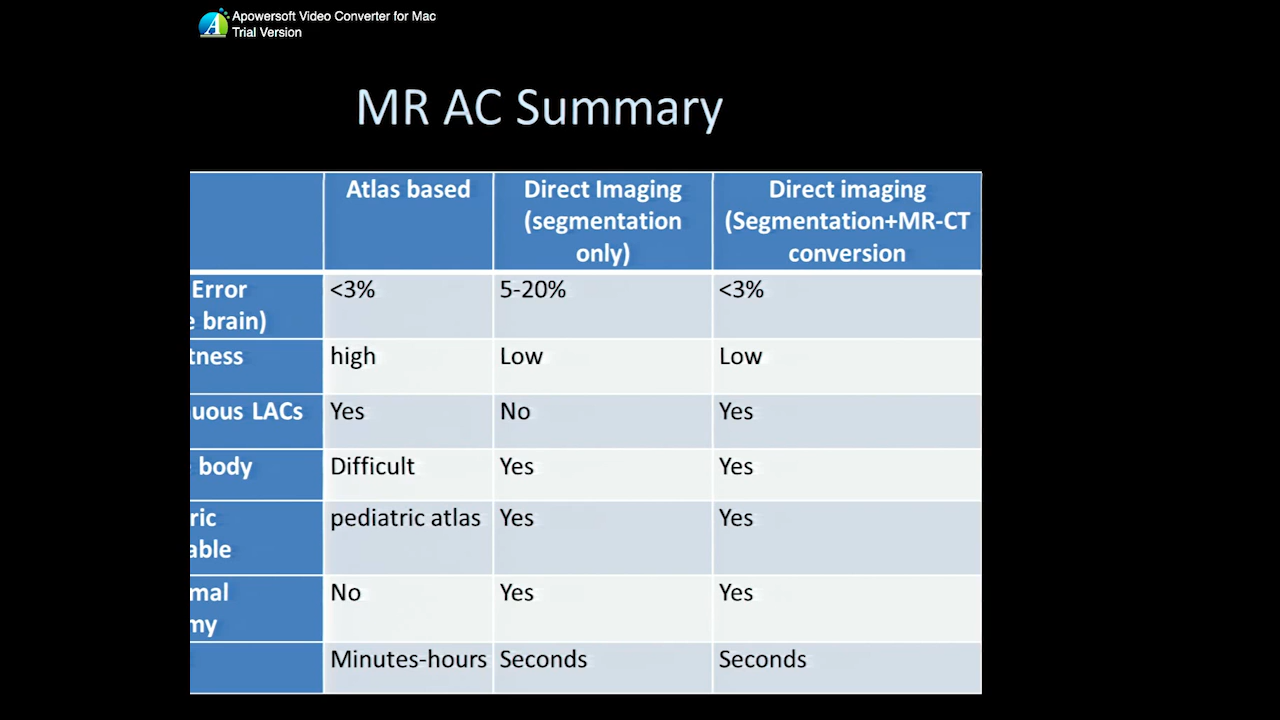 Apowersoft Video Converter for Mac
Trial Version
MR AC Summary
Atlas based
Direct Imaging
(segmentation
only)
Direct imaging
(Segmentation+MR-CT
conversion
Error
brain)
<3%
5-20%
<3%
tness
high
Low
Low
uous LACs
Yes
No
Yes
body
Difficult
Yes
Yes
ric
able
pediatric atlas
Yes
Yes
mal
my
No
Yes
Yes
Minutes-hours
Seconds
Seconds